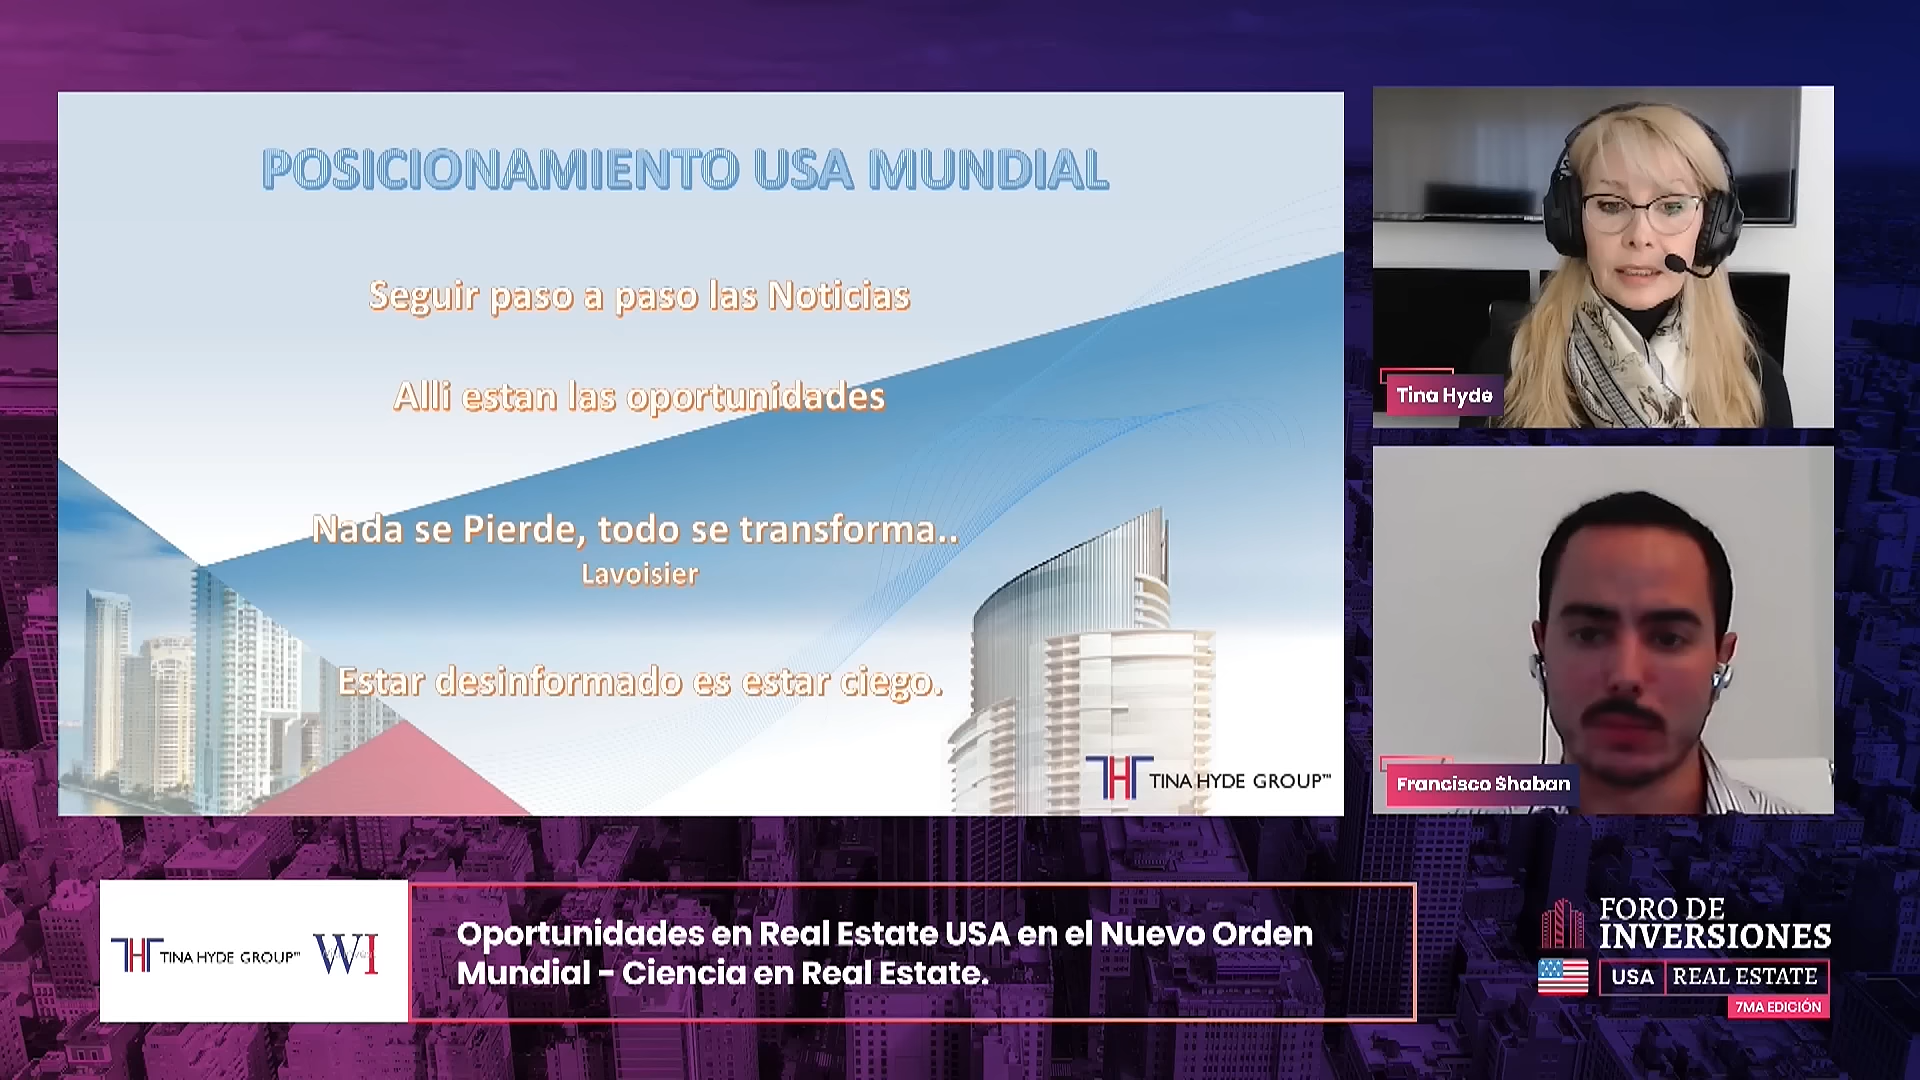 POSICIONAMIENTO USA MUNDIAL
Seguir paso a paso las Noticias
Alli estan las oportunidades
Nada se Pierde, todo se transforma..
Lavoisier
Estar desinformado es estar ciego.
THT TINA HYDE GROUP™
Tina Hyde
Francisco Shaban
THT TINA HYDE GROUP™ WI
Oportunidades en Real Estate USA en el Nuevo Orden
Mundial - Ciencia en Real Estate.
FORO DE
INVERSIONES
USA REAL ESTATE
7MA EDICIÓN